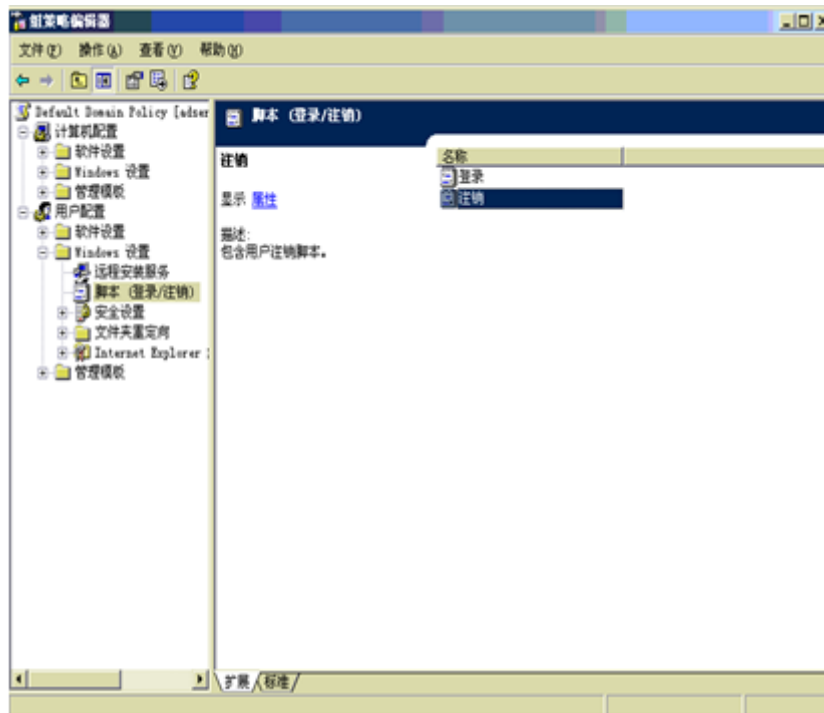 组策略编辑器
文件(F) 操作(A) 查看(V) 帮助(H)
Default Domain Policy [adser
计算机配置
软件设置
Windows 设置
管理模板
用户配置
软件设置
Windows 设置
远程安装服务
脚本 (登录/注销)
安全设置
文件夹重定向
Internet Explorer
管理模板
脚本 (登录/注销)
注销
显示 属性
描述:
包含用户注销脚本。
名称
登录
注销
扩展 标准